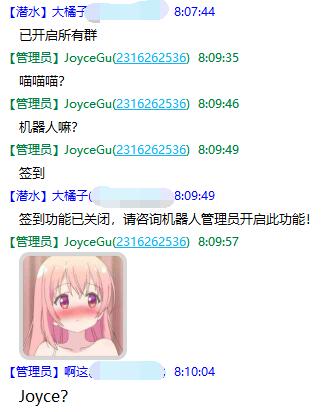 【潜水】大橘子 8:07:44
已开启所有群
【管理员】JoyceGu(2316262536) 8:09:35
喵喵喵?
【管理员】JoyceGu(2316262536) 8:09:46
机器人嘛?
【管理员】JoyceGu(2316262536) 8:09:49
签到
【潜水】大橘子( 8:09:49
签到功能已关闭，请咨询机器人管理员开启此功能!
【管理员】JoyceGu(2316262536) 8:09:57
【管理员】啊这 8:10:04
Joyce?